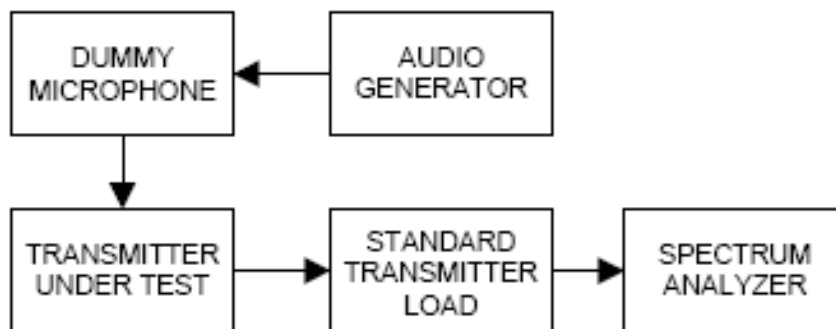 DUMMY
MICROPHONE
AUDIO
GENERATOR
TRANSMITTER
UNDER TEST
STANDARD
TRANSMITTER
LOAD
SPECTRUM
ANALYZER